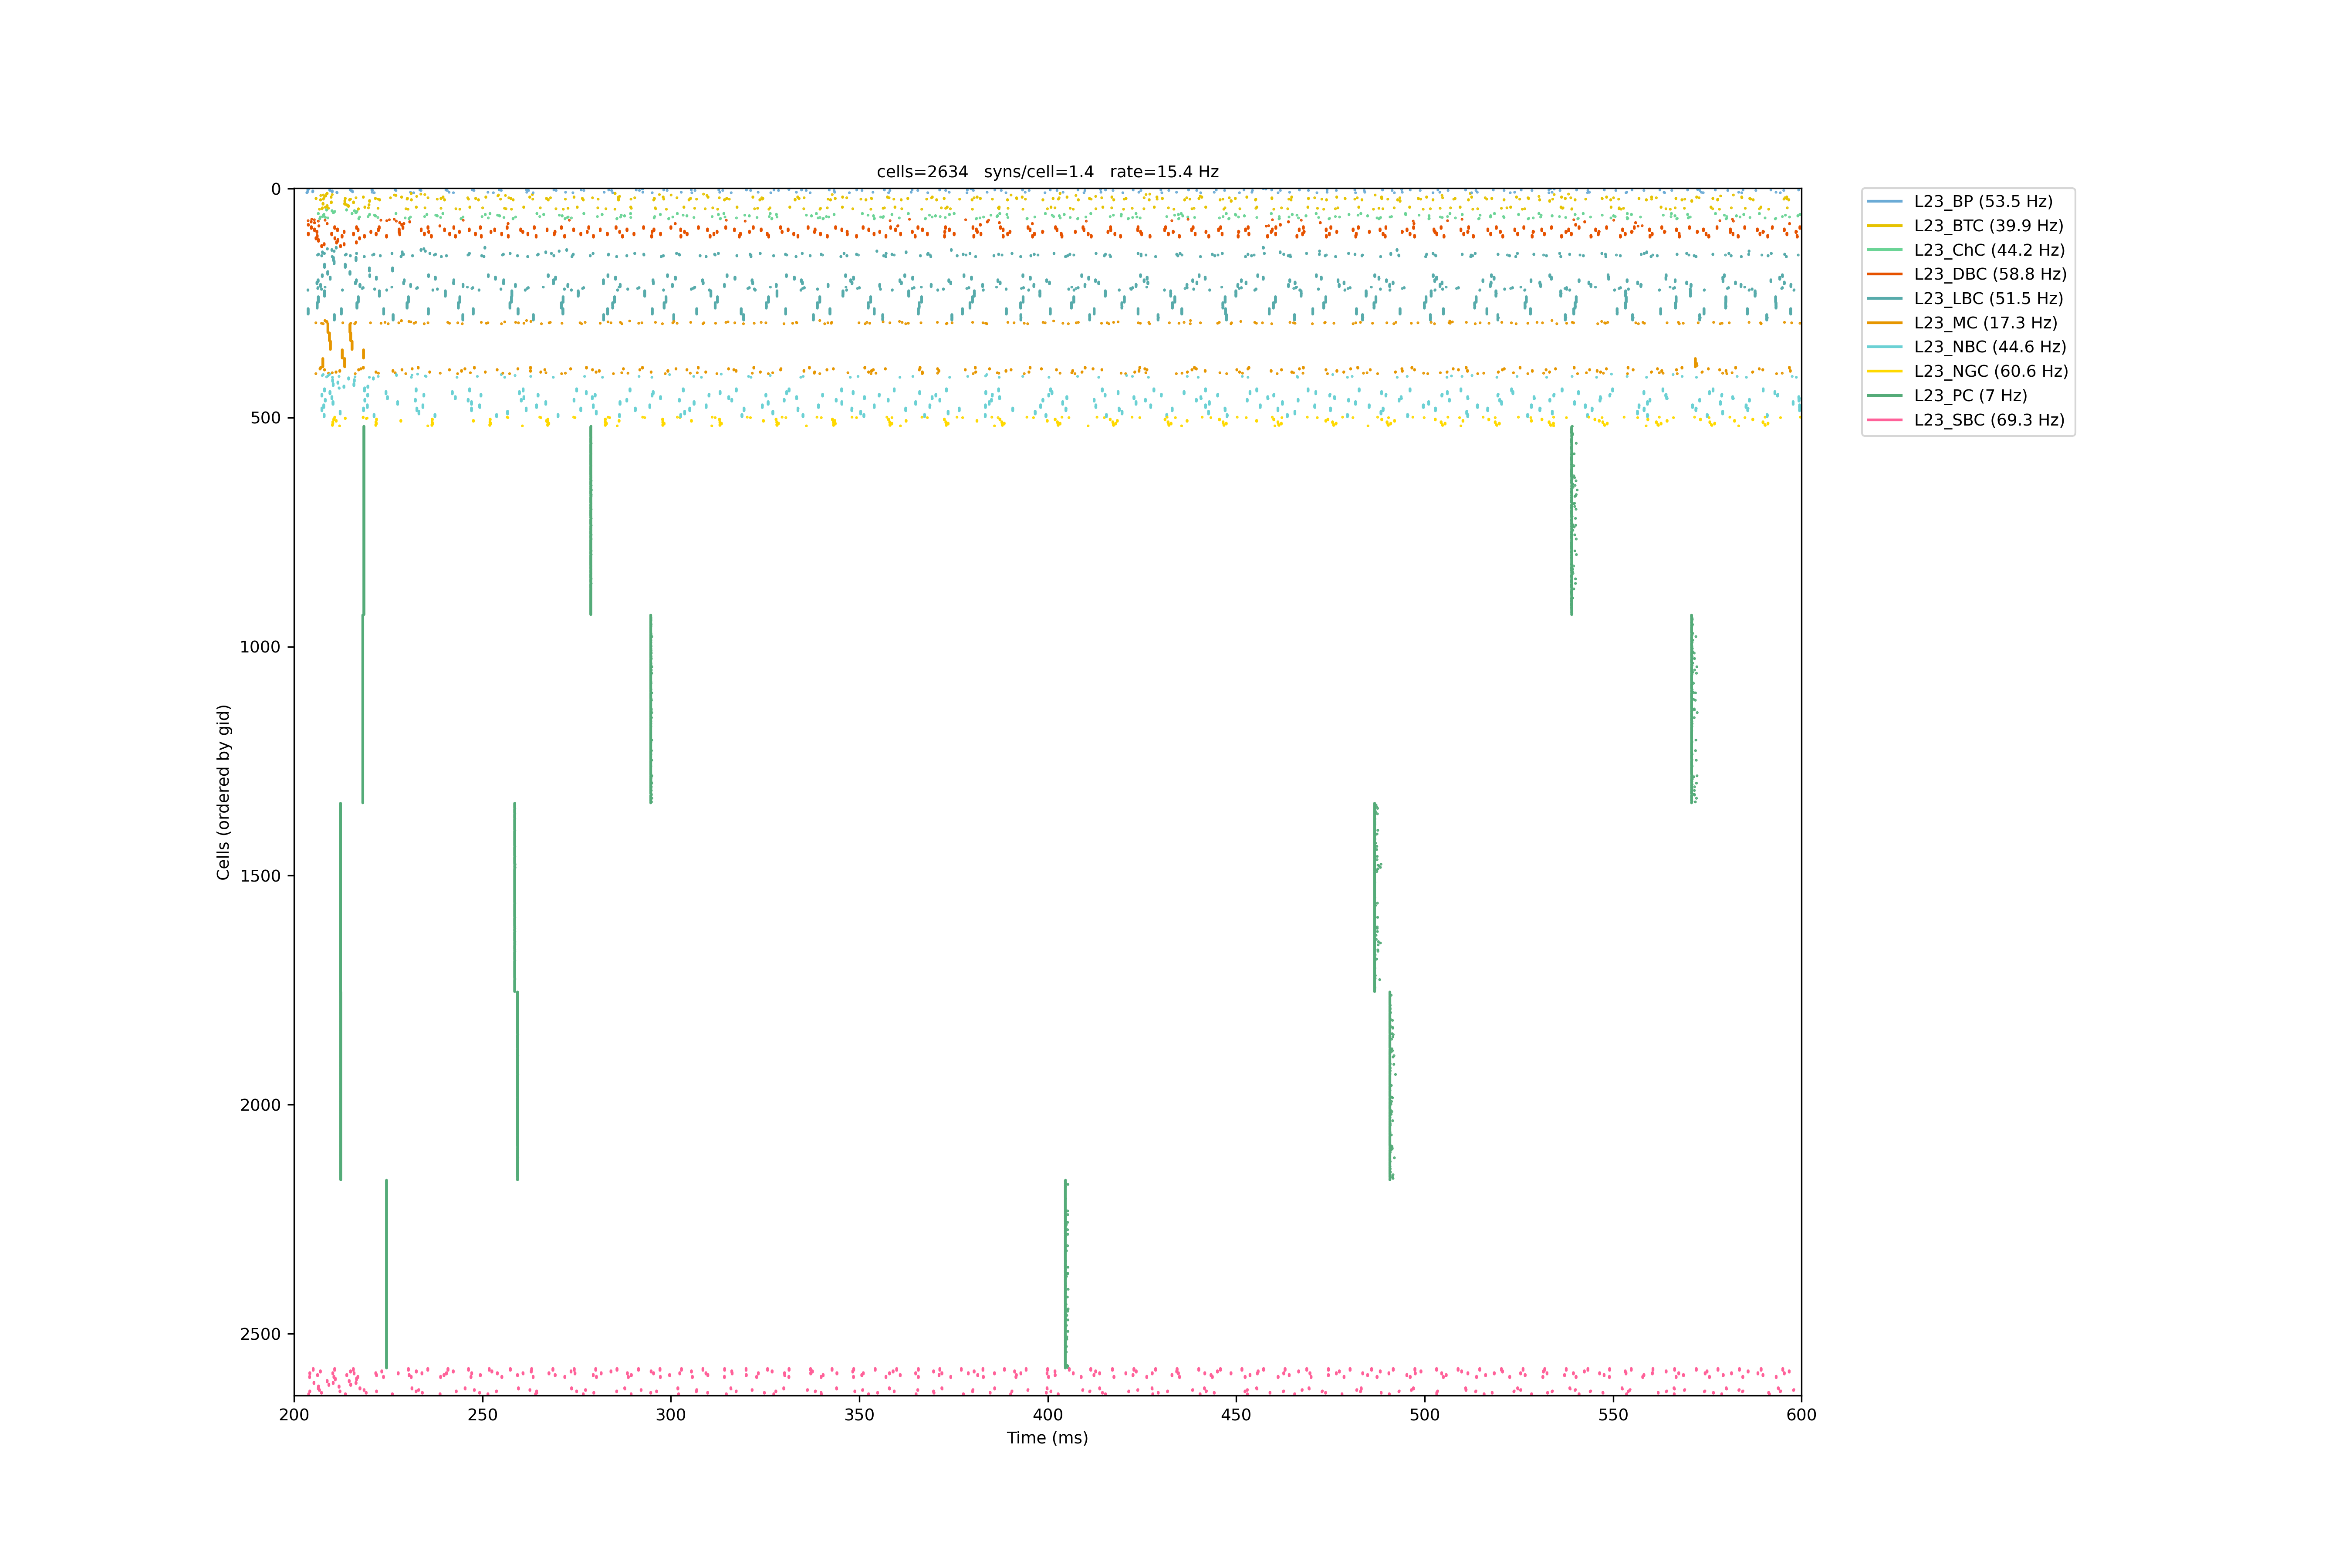 cells=2634   syns/cell=1.4   rate=15.4 Hz
0
500
1000
1500
2000
2500
Cells (ordered by gid)
200 250 300 350 400 450 500 550 600
Time (ms)
L23_BP (53.5 Hz)
L23_BTC (39.9 Hz)
L23_ChC (44.2 Hz)
L23_DBC (58.8 Hz)
L23_LBC (51.5 Hz)
L23_MC (17.3 Hz)
L23_NBC (44.6 Hz)
L23_NGC (60.6 Hz)
L23_PC (7 Hz)
L23_SBC (69.3 Hz)